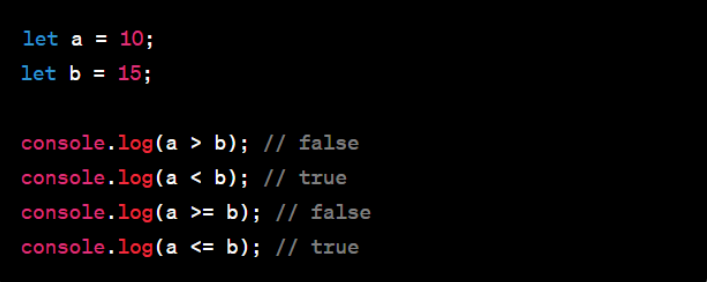 let a = 10;
let b = 15;
console.log(a > b); // false
console.log(a < b); // true
console.log(a >= b); // false
console.log(a <= b); // true